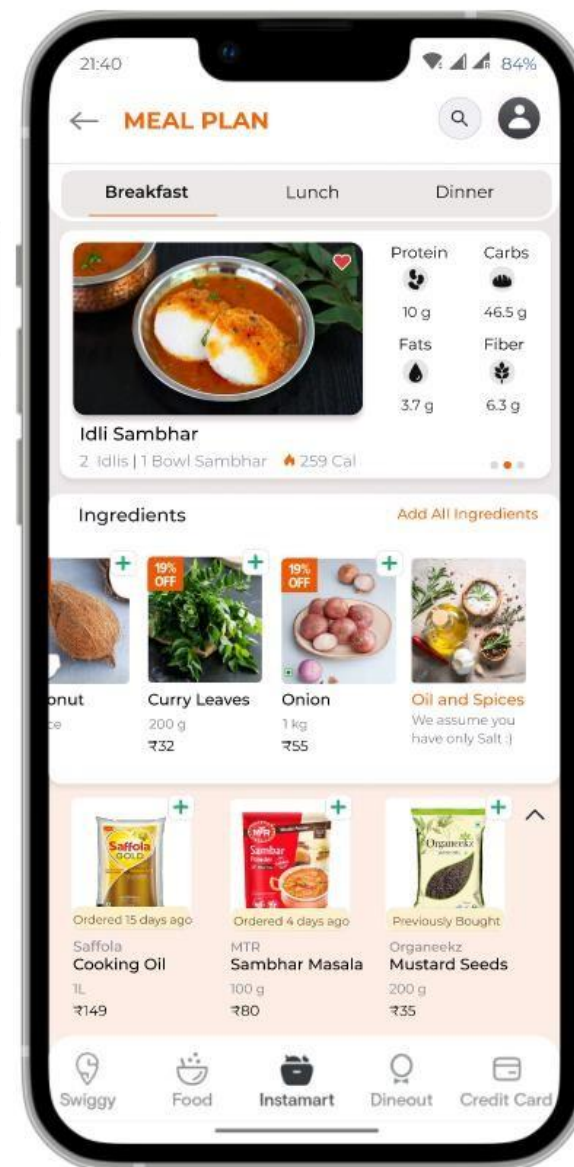 21:40
84%
MEAL PLAN
Breakfast Lunch Dinner
Protein Carbs
10 g 46.5 g
Fats Fiber
3.7 g 6.3 g
Idli Sambhar
2 Idlis | 1 Bowl Sambhar 259 Cal
Ingredients Add All Ingredients
19% OFF
19% OFF
onut Curry Leaves Onion Oil and Spices
ce 200 g 1 kg We assume you
₹32 ₹55 have only Salt :)
Saffola
GOLD
MTR
Sambar
Powder
Organeekz
Ordered 15 days ago Ordered 4 days ago Previously Bought
Saffola MTR Organeekz
Cooking Oil Sambhar Masala Mustard Seeds
1L 100 g 200 g
₹149 ₹80 ₹35
Swiggy Food Instamart Dineout Credit Card